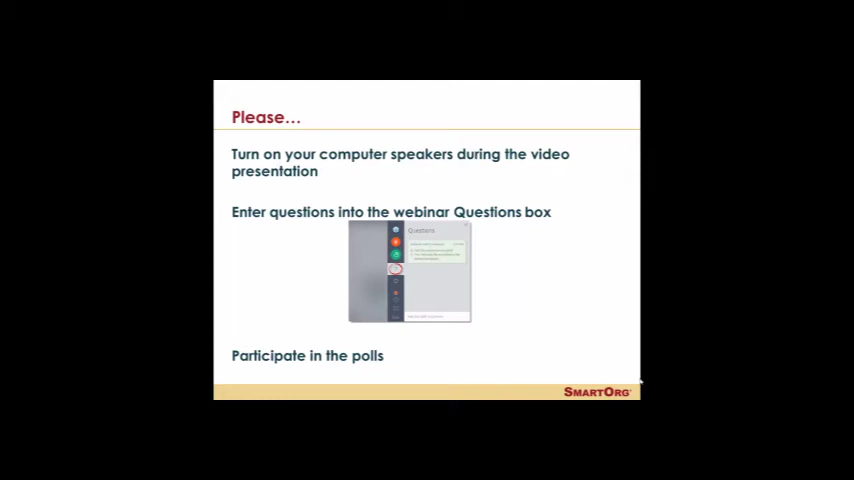 Please...
Turn on your computer speakers during the video
presentation
Enter questions into the webinar Questions box
Questions
Participate in the polls
SMARTORG